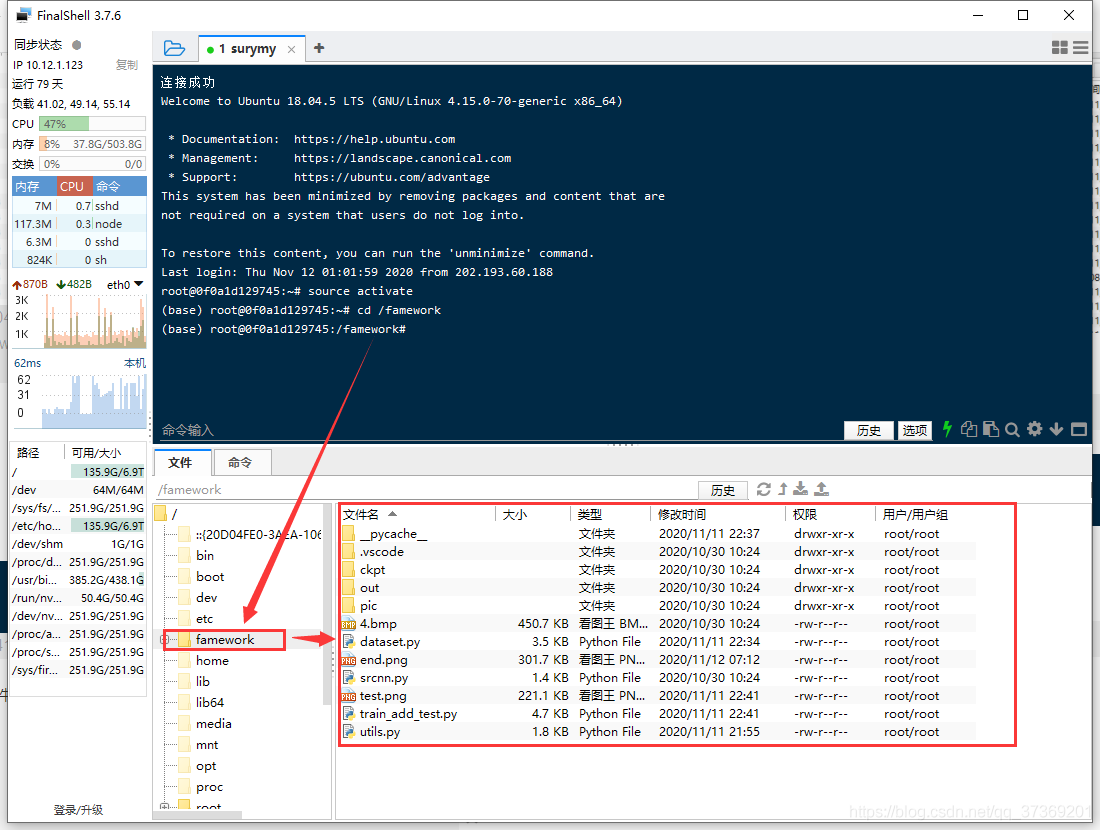 FinalShell 3.7.6
同步状态
IP 10.12.1.123 复制
运行 79 天
负载 41.02, 49.14, 55.14
CPU 47%
内存 8% 37.8G/503.8G
交换 0% 0/0
内存 CPU 命令
7M 0.7 sshd
117.3M 0.3 node
6.3M 0 sshd
824K 0 sh
870B 482B eth0
3K
2K
1K
62ms 本机
62
31
0
路径 可用/大小
/ 135.9G/6.9T
/dev 64M/64M
/sys/fs/... 251.9G/251.9G
/etc/ho... 135.9G/6.9T
/dev/shm 1G/1G
/proc/d... 251.9G/251.9G
/usr/bi... 385.2G/438.1G
/run/nv... 50.4G/50.4G
/dev/nv... 251.9G/251.9G
/proc/a... 251.9G/251.9G
/proc/s... 251.9G/251.9G
/sys/fir... 251.9G/251.9G
登录/升级
1 surymy
连接成功
Welcome to Ubuntu 18.04.5 LTS (GNU/Linux 4.15.0-70-generic x86_64)
* Documentation: https://help.ubuntu.com
* Management: https://landscape.canonical.com
* Support: https://ubuntu.com/advantage
This system has been minimized by removing packages and content that are
not required on a system that users do not log into.
To restore this content, you can run the 'unminimize' command.
Last login: Thu Nov 12 01:01:59 2020 from 202.193.60.188
root@0f0a1d129745:~# source activate
(base) root@0f0a1d129745:~# cd /famework
(base) root@0f0a1d129745:/famework#
命令输入 历史 选项
文件 命令
/famework 历史
/
::{20D04FE0-3AEA-106
bin
boot
dev
etc
famework
home
lib
lib64
media
mnt
opt
proc
root
文件名 大小 类型 修改时间 权限 用户/用户组
__pycache__ 文件夹 2020/11/11 22:37 drwxr-xr-x root/root
.vscode 文件夹 2020/10/30 10:24 drwxr-xr-x root/root
ckpt 文件夹 2020/10/30 10:24 drwxr-xr-x root/root
out 文件夹 2020/10/30 10:24 drwxr-xr-x root/root
pic 文件夹 2020/10/30 10:24 drwxr-xr-x root/root
4.bmp 450.7 KB 看图王 BM... 2020/10/30 10:24 -rw-r--r-- root/root
dataset.py 3.5 KB Python File 2020/11/11 22:34 -rw-r--r-- root/root
end.png 301.7 KB 看图王 PN... 2020/11/12 07:12 -rw-r--r-- root/root
srcnn.py 1.4 KB Python File 2020/10/30 10:24 -rw-r--r-- root/root
test.png 221.1 KB 看图王 PN... 2020/11/11 22:41 -rw-r--r-- root/root
train_add_test.py 4.7 KB Python File 2020/11/11 22:41 -rw-r--r-- root/root
utils.py 1.8 KB Python File 2020/11/11 21:55 -rw-r--r-- root/root
https://blog.csdn.net/qq_37369201